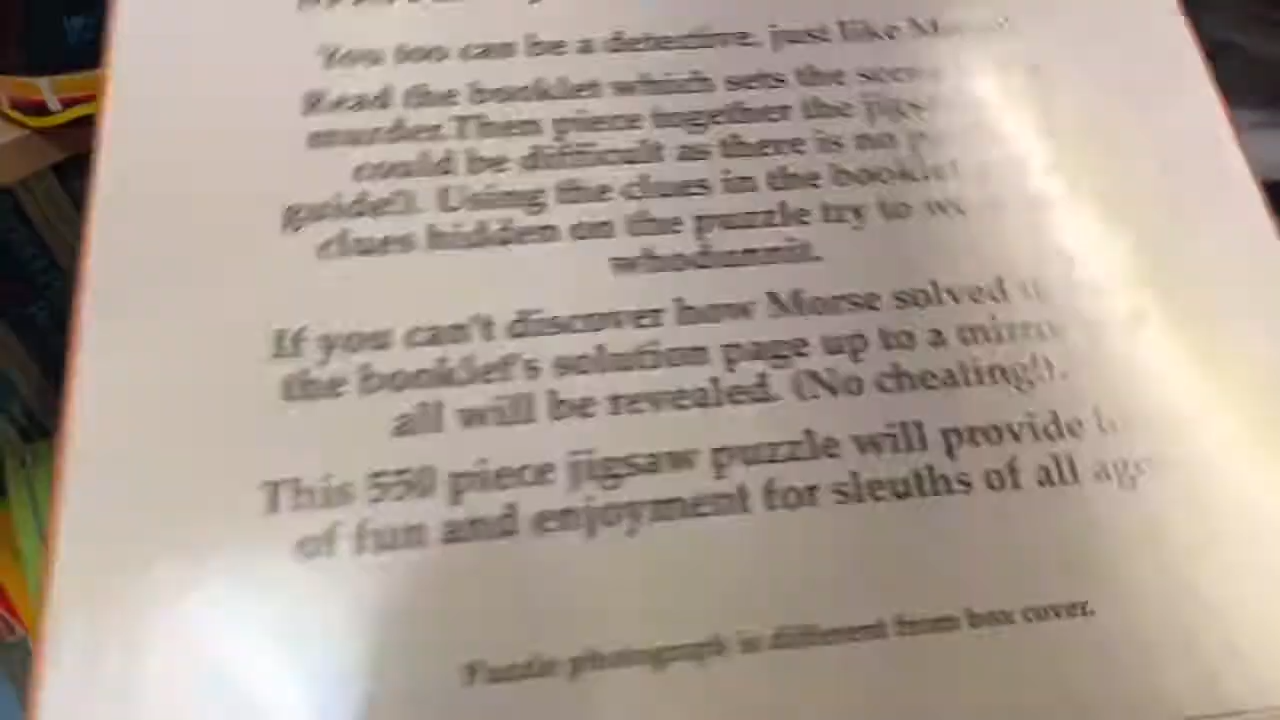 You too can be a detective, just like
Read the booklet which sets the
murder. Then piece together the
could be difficult as there is no
guide!). Using the clues in the
clues hidden on the puzzle try to
whodunnit.
If you can't discover how Morse solved
the booklet's solution page up to a
all will be revealed. (No cheating!).
This 550 piece jigsaw puzzle will provide
of fun and enjoyment for sleuths of all
Puzzle photograph is different from box cover.